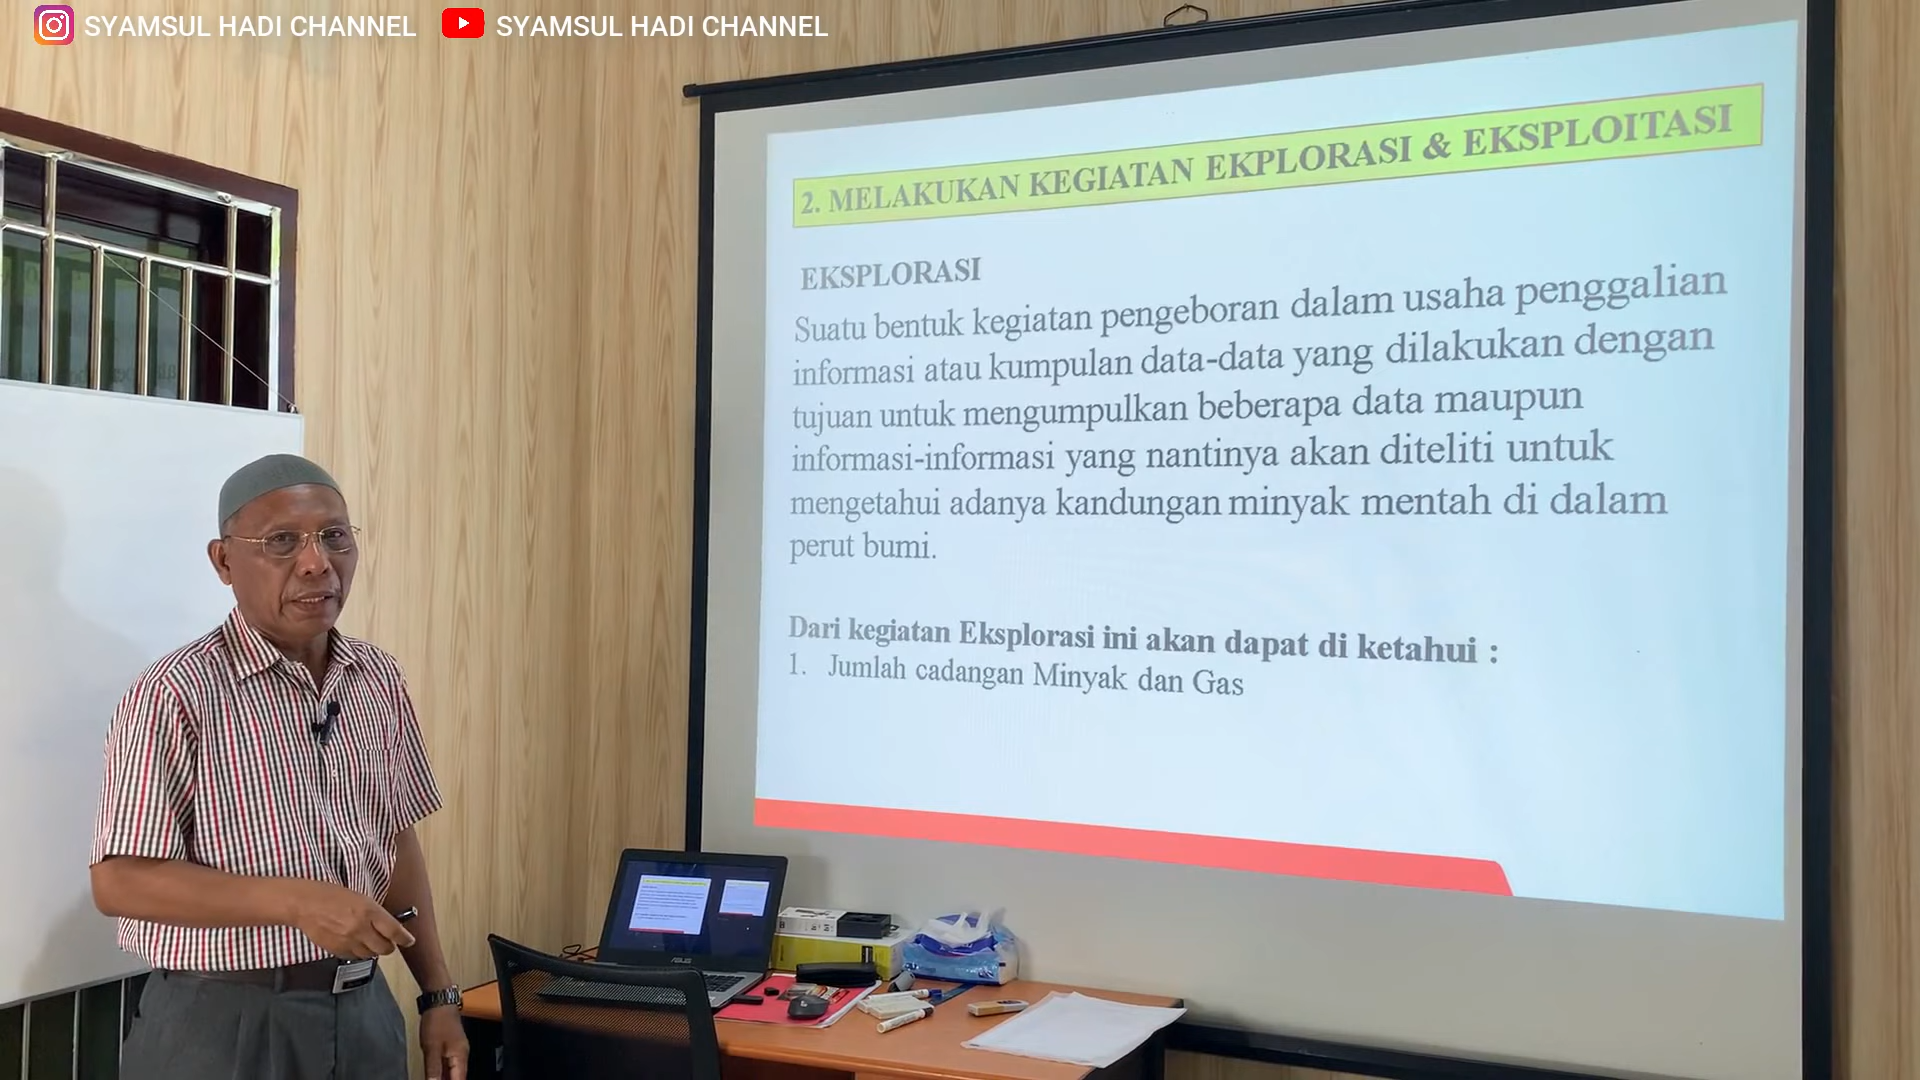 SYAMSUL HADI CHANNEL
SYAMSUL HADI CHANNEL
2. MELAKUKAN KEGIATAN EKPLORASI & EKSPLOITASI
EKSPLORASI
Suatu bentuk kegiatan pengeboran dalam usaha penggalian
informasi atau kumpulan data-data yang dilakukan dengan
tujuan untuk mengumpulkan beberapa data maupun
informasi-informasi yang nantinya akan diteliti untuk
mengetahui adanya kandungan minyak mentah di dalam
perut bumi.
Dari kegiatan Eksplorasi ini akan dapat di ketahui :
1. Jumlah cadangan Minyak dan Gas
ASUS